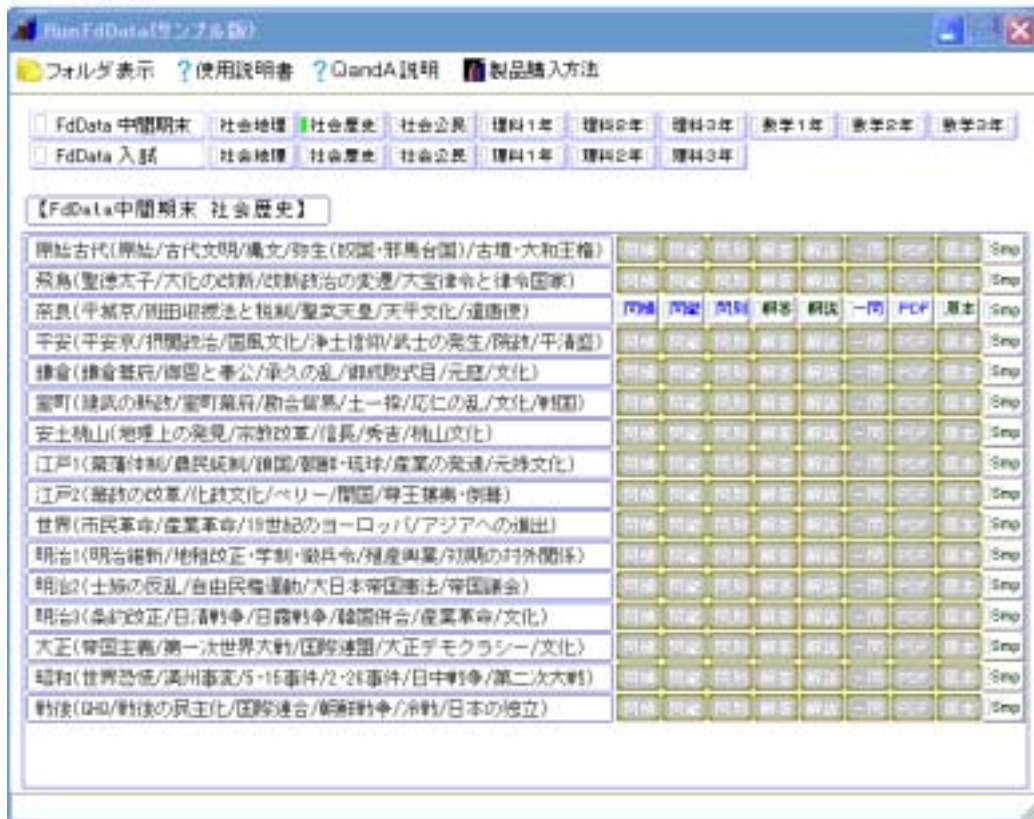 RunFdData(サンプル版)
フォルダ表示 ?使用説明書 ?QandA説明 製品購入方法
FdData 中間期末 社会地理 社会歴史 社会公民 理科1年 理科2年 理科3年 数学1年 数学2年 数学3年
FdData 入試 社会地理 社会歴史 社会公民 理科1年 理科2年 理科3年
【FdData中間期末 社会歴史】
原始古代(原始/古代文明/縄文/弥生(奴国・邪馬台国)/古墳・大和王権) Smp
飛鳥(聖徳太子/大化の改新/改新政治の変遷/大宝律令と律令国家) Smp
奈良(平城京/班田収授法と税制/聖武天皇/天平文化/遣唐使) 問横 問縦 問別 解答 解説 一問 PDF 原本 Smp
平安(平安京/摂関政治/国風文化/浄土信仰/武士の発生/院政/平清盛) Smp
鎌倉(鎌倉幕府/御恩と奉公/承久の乱/御成敗式目/元寇/文化) Smp
室町(建武の新政/室町幕府/勘合貿易/土一揆/応仁の乱/文化/戦国) Smp
安土桃山(地理上の発見/宗教改革/信長/秀吉/桃山文化) Smp
江戸1(幕藩体制/農民統制/鎖国/朝鮮・琉球/産業の発達/元禄文化) Smp
江戸2(幕政の改革/化政文化/ペリー/開国/尊王攘夷・倒幕) Smp
世界(市民革命/産業革命/19世紀のヨーロッパ/アジアへの進出) Smp
明治1(明治維新/地租改正・学制・徴兵令/殖産興業/初期の対外関係) Smp
明治2(士族の反乱/自由民権運動/大日本帝国憲法/帝国議会) Smp
明治3(条約改正/日清戦争/日露戦争/韓国併合/産業革命/文化) Smp
大正(帝国主義/第一次世界大戦/国際連盟/大正デモクラシー/文化) Smp
昭和(世界恐慌/満州事変/5・15事件/2・26事件/日中戦争/第二次大戦) Smp
戦後(GHQ/戦後の民主化/国際連合/朝鮮戦争/冷戦/日本の独立) Smp